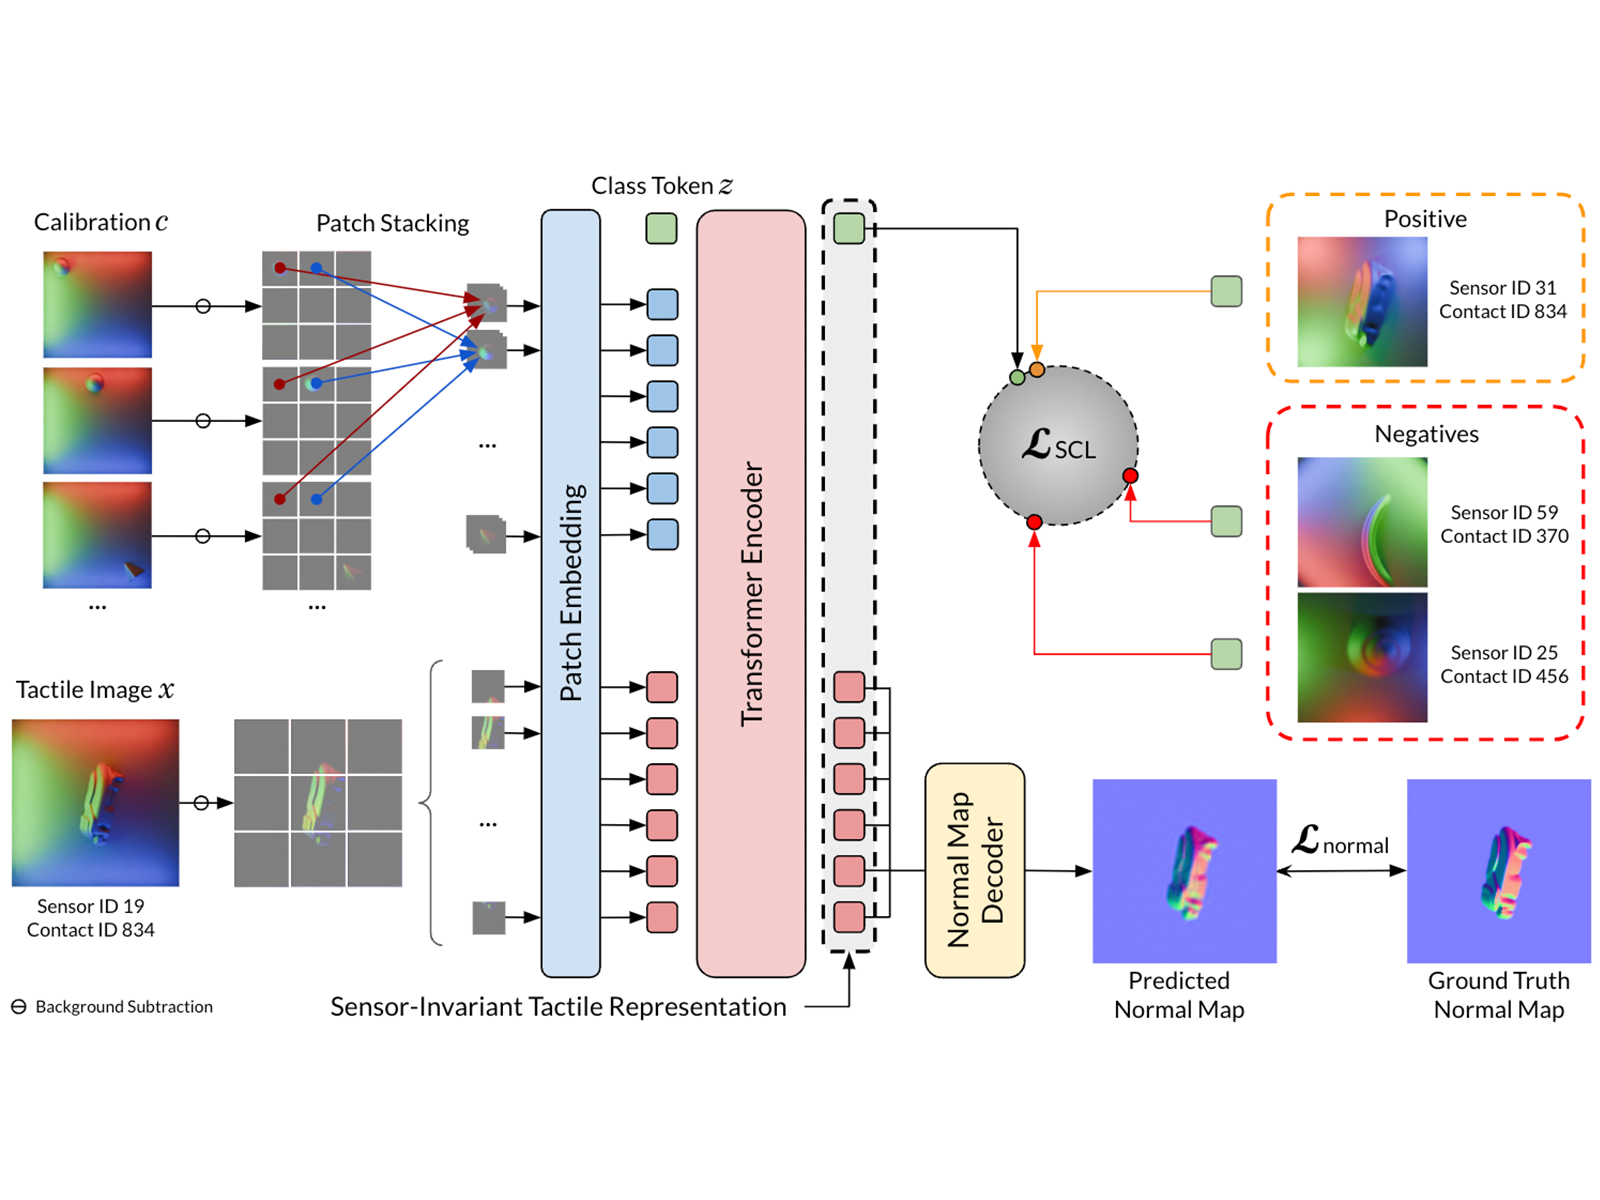 Class Token z
Calibration c
Patch Stacking
...
...
...
Tactile Image x
Sensor ID 19
Contact ID 834
...
⊖ Background Subtraction
Patch Embedding
Transformer Encoder
Sensor-Invariant Tactile Representation
ℒ SCL
Positive
Sensor ID 31
Contact ID 834
Negatives
Sensor ID 59
Contact ID 370
Sensor ID 25
Contact ID 456
Normal Map
Decoder
ℒ normal
Predicted
Normal Map
Ground Truth
Normal Map